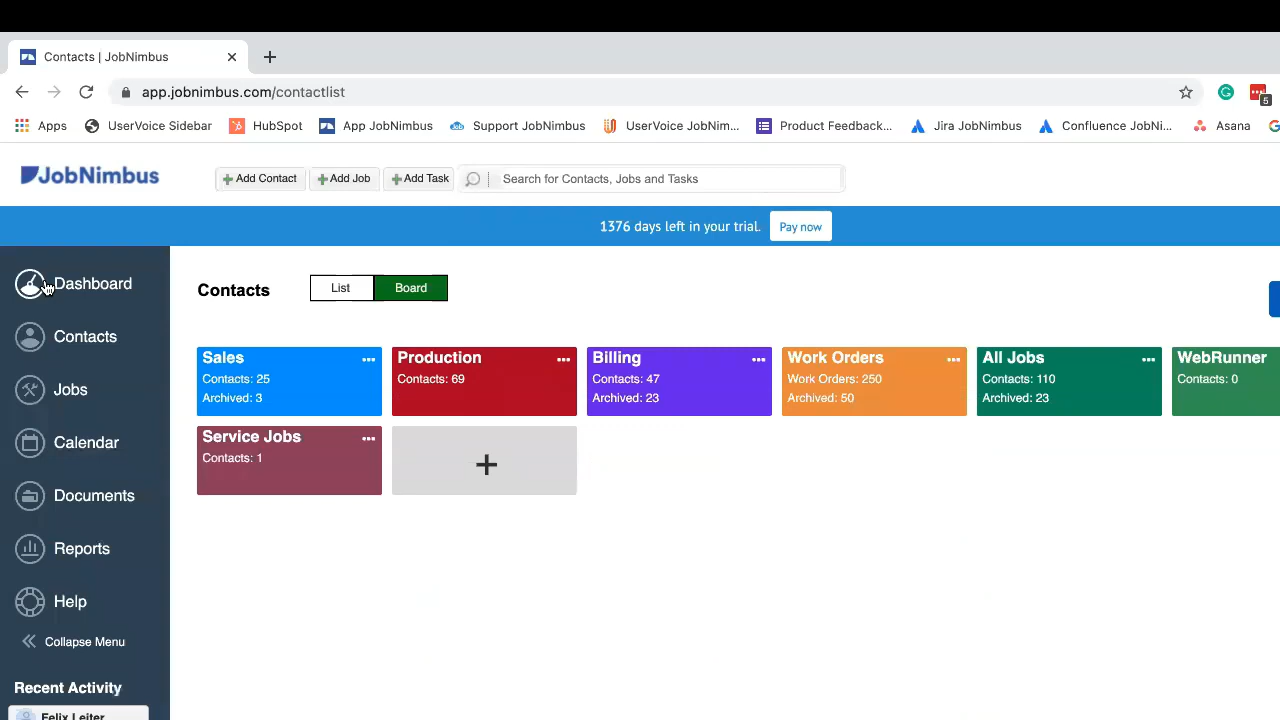 Contacts | JobNimbus
app.jobnimbus.com/contactlist
5
Apps UserVoice Sidebar HubSpot App JobNimbus Support JobNimbus UserVoice JobNim... Product Feedback... Jira JobNimbus Confluence JobNi... Asana
JobNimbus
Add Contact Add Job Add Task Search for Contacts, Jobs and Tasks
1376 days left in your trial. Pay now
Dashboard
Contacts
Jobs
Calendar
Documents
Reports
Help
Collapse Menu
Recent Activity
Felix Leiter
Contacts List Board
Sales
Contacts: 25
Archived: 3
Production
Contacts: 69
Billing
Contacts: 47
Archived: 23
Work Orders
Work Orders: 250
Archived: 50
All Jobs
Contacts: 110
Archived: 23
WebRunner
Contacts: 0
Service Jobs
Contacts: 1